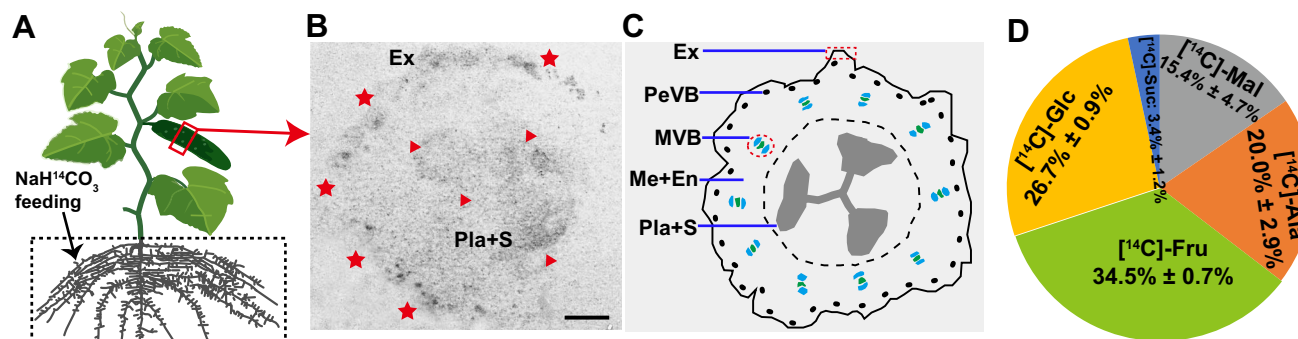 A
NaH¹⁴CO₃
feeding
B
Ex
Pla+S
C
Ex
PeVB
MVB
Me+En
Pla+S
D
[¹⁴C]-Suc: 3.4% ± 1.2%
[¹⁴C]-Mal
15.4% ± 4.7%
[¹⁴C]-Ala
20.0% ± 2.9%
[¹⁴C]-Fru
34.5% ± 0.7%
[¹⁴C]-Glc
26.7% ± 0.9%